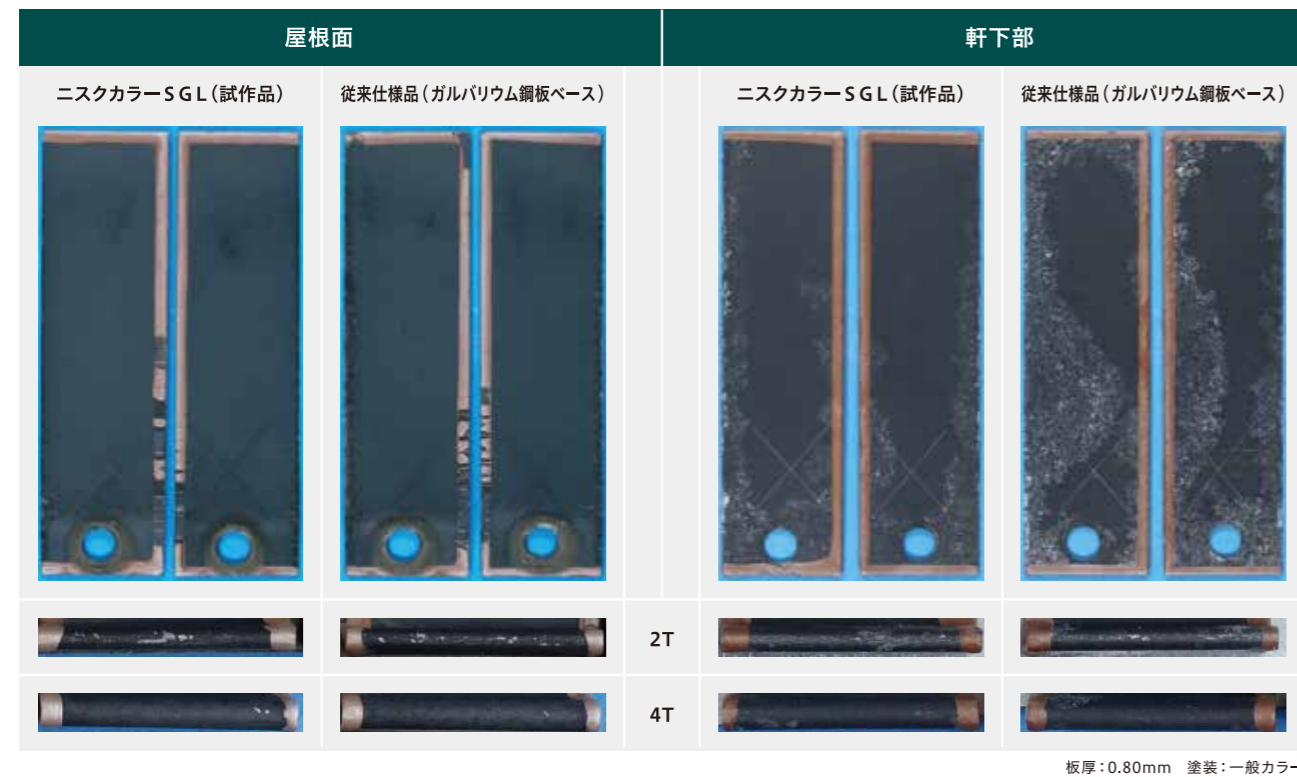 屋根面
軒下部
ニスクカラーSGL(試作品)
従来仕様品(ガルバリウム鋼板ベース)
ニスクカラーSGL(試作品)
従来仕様品(ガルバリウム鋼板ベース)
2T
4T
板厚:0.80mm 塗装:一般カラー